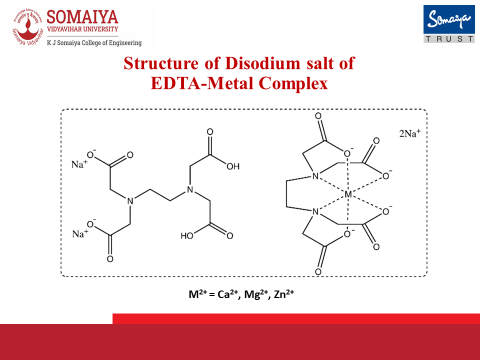 SOMAIYA
VIDYAVIHAR UNIVERSITY
K J Somaiya College of Engineering
Somaiya
TRUST
Structure of Disodium salt of
EDTA-Metal Complex
Na⁺
O⁻
O
O
OH
N
N
Na⁺
O⁻
O
HO
O
O
O⁻
O
O⁻
2Na⁺
N
M
N
O⁻
O⁻
O
O
M²⁺ = Ca²⁺, Mg²⁺, Zn²⁺